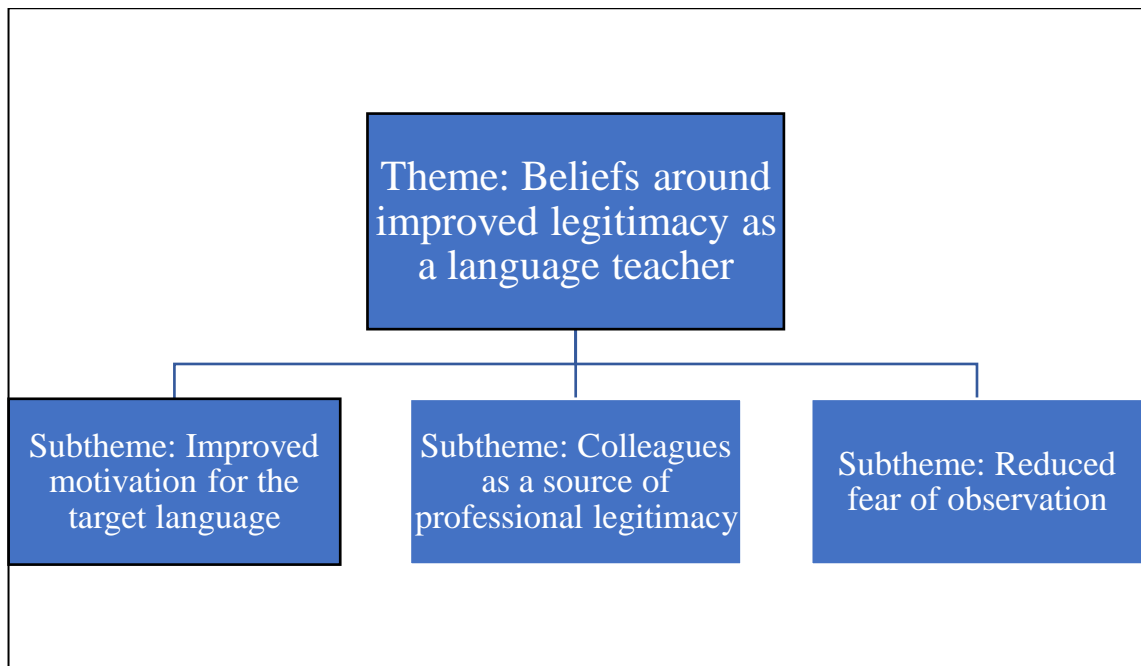 Theme: Beliefs around
improved legitimacy as
a language teacher
Subtheme: Improved
motivation for the
target language
Subtheme: Colleagues
as a source of
professional legitimacy
Subtheme: Reduced
fear of observation